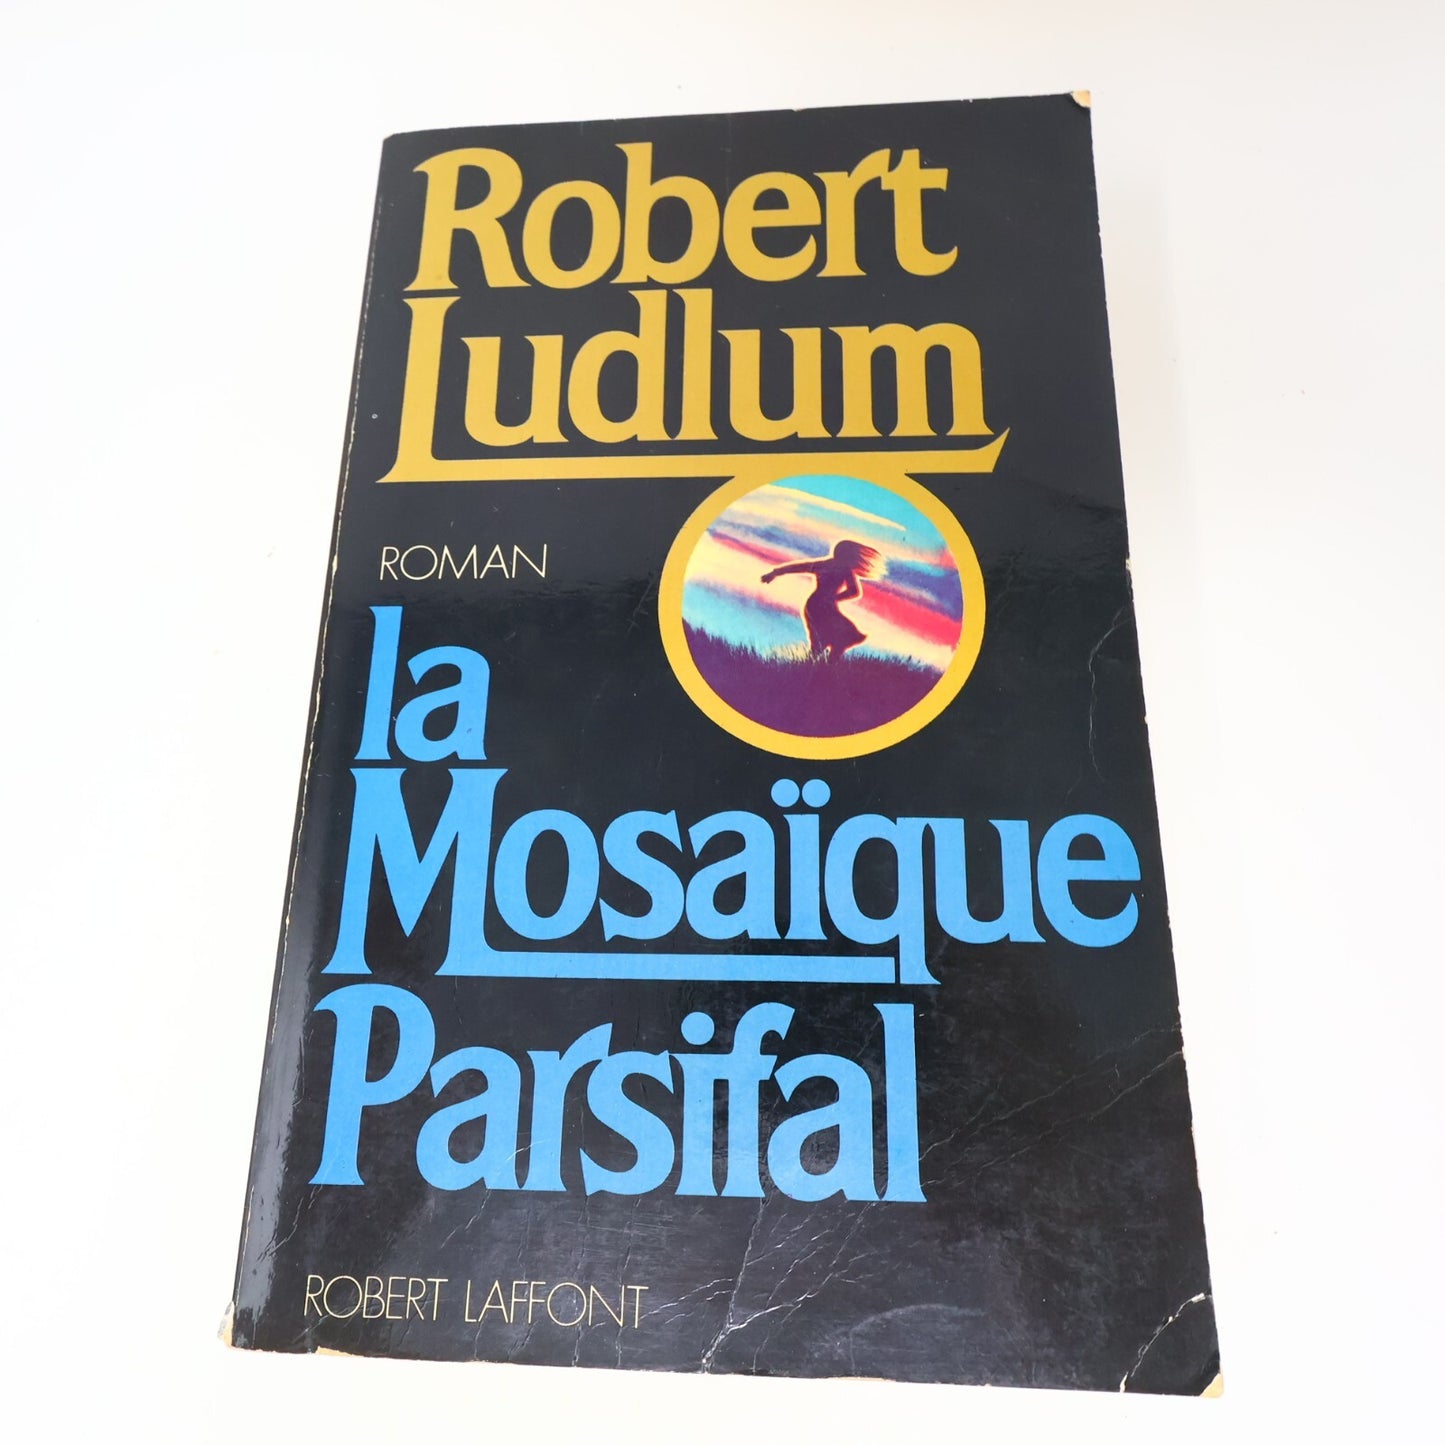 Robert
Ludlum
ROMAN
la
Mosaïque
Parsifal
ROBERT LAFFONT